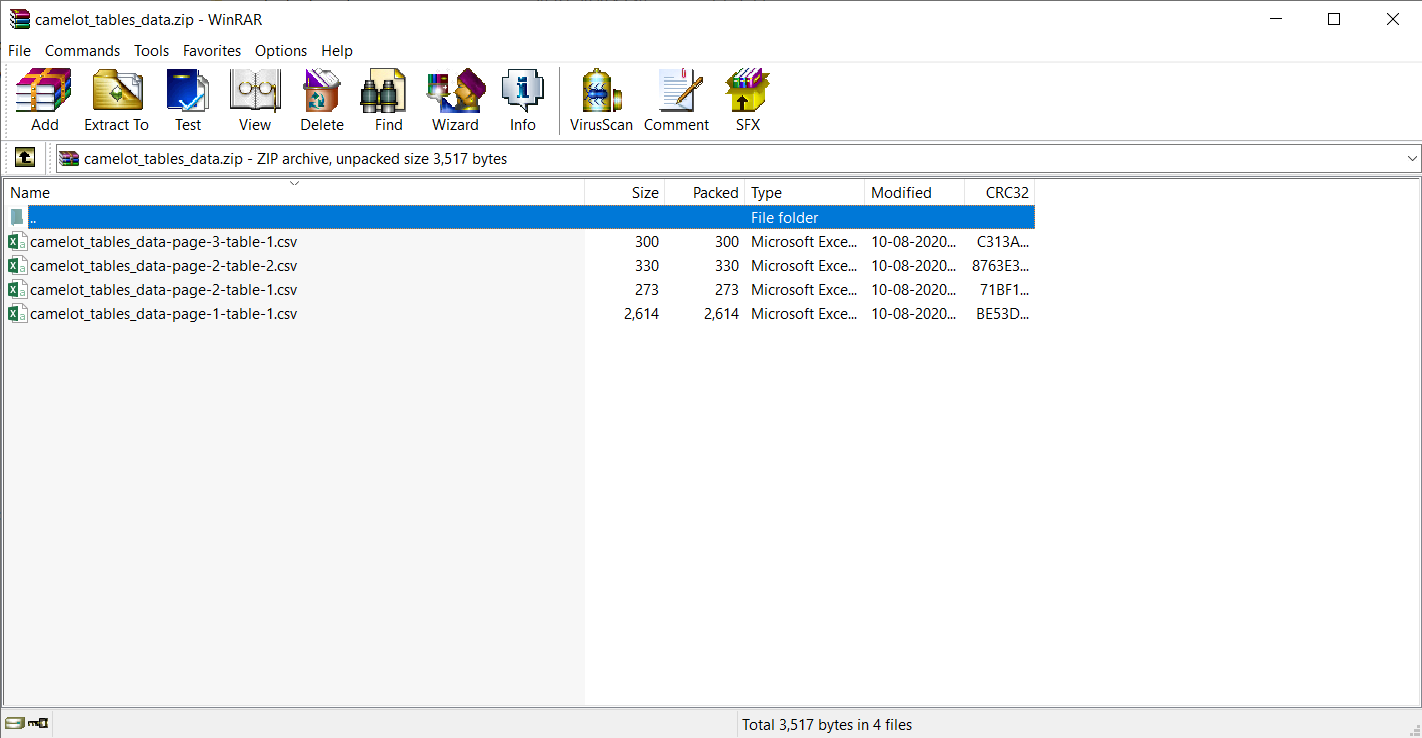 camelot_tables_data.zip - WinRAR
File Commands Tools Favorites Options Help
Add Extract To Test View Delete Find Wizard Info VirusScan Comment SFX
camelot_tables_data.zip - ZIP archive, unpacked size 3,517 bytes
Name Size Packed Type Modified CRC32
.. File folder
camelot_tables_data-page-3-table-1.csv 300 300 Microsoft Exce... 10-08-2020... C313A...
camelot_tables_data-page-2-table-2.csv 330 330 Microsoft Exce... 10-08-2020... 8763E3...
camelot_tables_data-page-2-table-1.csv 273 273 Microsoft Exce... 10-08-2020... 71BF1...
camelot_tables_data-page-1-table-1.csv 2,614 2,614 Microsoft Exce... 10-08-2020... BE53D...
Total 3,517 bytes in 4 files